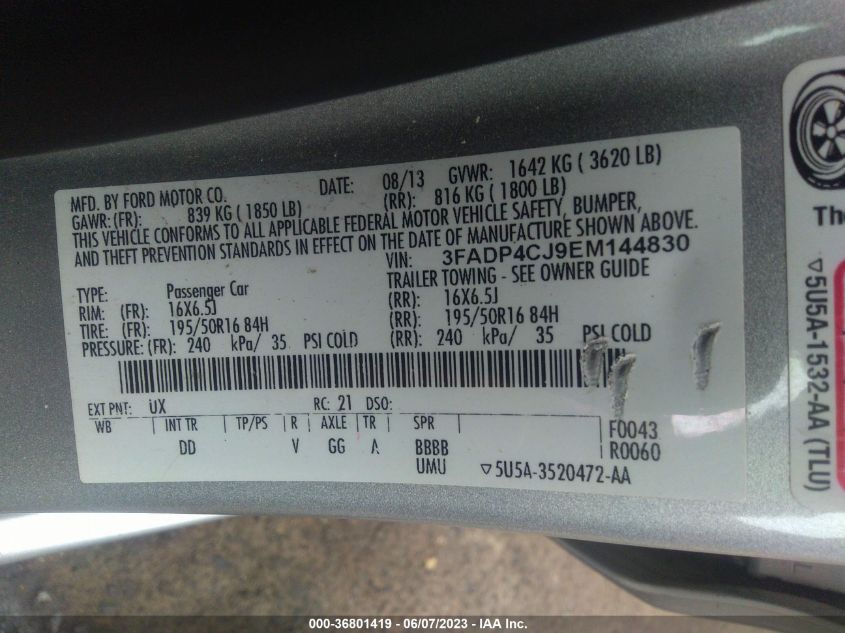 MFD. BY FORD MOTOR CO. DATE: 08/13 GVWR: 1642 KG ( 3620 LB)
GAWR: (FR): 839 KG ( 1850 LB) (RR): 816 KG ( 1800 LB)
THIS VEHICLE CONFORMS TO ALL APPLICABLE FEDERAL MOTOR VEHICLE SAFETY, BUMPER,
AND THEFT PREVENTION STANDARDS IN EFFECT ON THE DATE OF MANUFACTURE SHOWN ABOVE.
VIN: 3FADP4CJ9EM144830
TYPE: Passenger Car TRAILER TOWING - SEE OWNER GUIDE
RIM: (FR): 16X6.5J (RR): 16X6.5J
TIRE: (FR): 195/50R16 84H (RR): 195/50R16 84H
PRESSURE: (FR): 240 kPa/ 35 PSI COLD (RR): 240 kPa/ 35 PSI COLD
EXT PNT: UX RC: 21 DSO:
WB INT TR TP/PS R AXLE TR SPR F0043
DD V GG A BBBB R0060
UMU 5U5A-3520472-AA
The
5U5A-1532-AA (TLU)
000-36801419 - 06/07/2023 - IAA Inc.